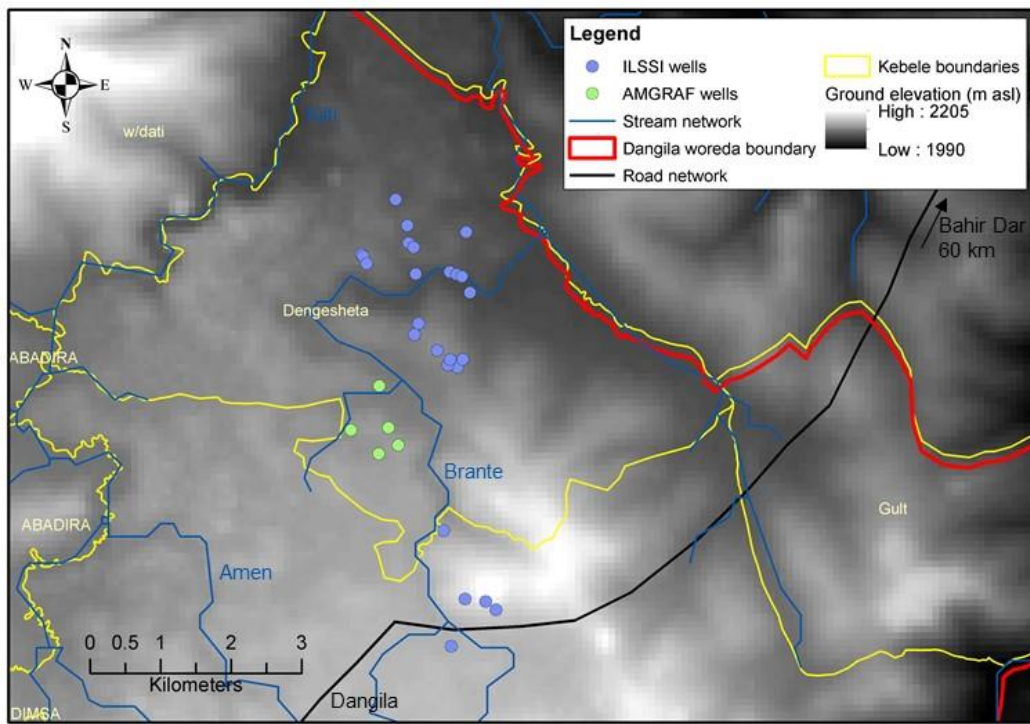 N
W E
S
Legend
ILSSI wells
AMGRAF wells
Stream network
Dangila woreda boundary
Road network
Kebele boundaries
Ground elevation (m asl)
High : 2205
Low : 1990
w/dati
Kilti
Bahir Dar
60 km
Dengesheta
ABADIRA
Brante
Gult
ABADIRA
Amen
0 0.5 1 2 3
Kilometers
Dangila
DIMSA